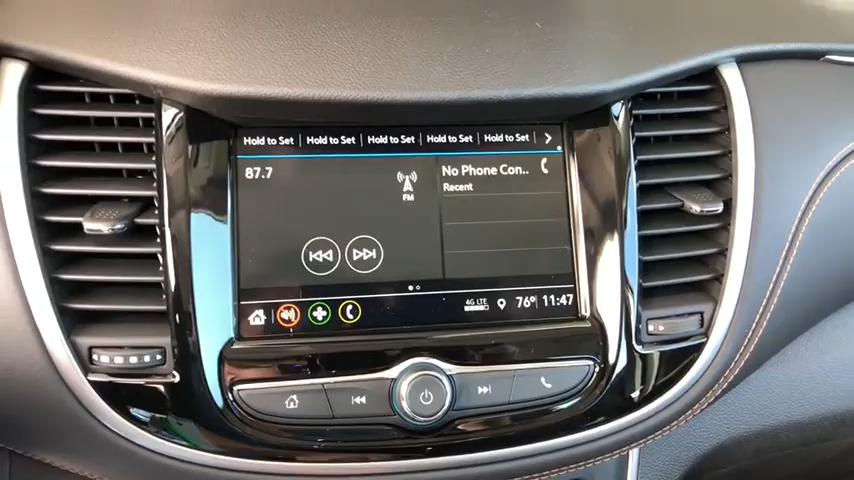 Hold to Set Hold to Set Hold to Set Hold to Set Hold to Set
87.7
FM
No Phone Con..
Recent
4G LTE 76° 11:47